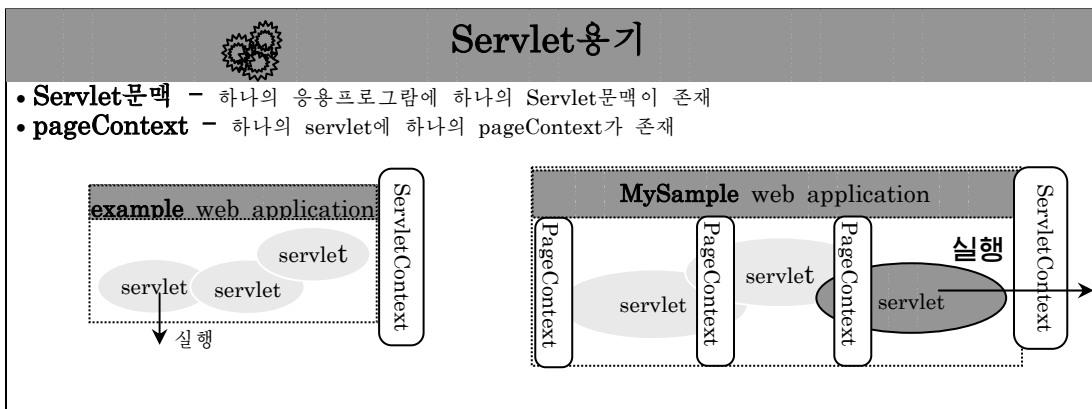 Servlet용기
• Servlet문맥 - 하나의 응용프로그람에 하나의 Servlet문맥이 존재
• pageContext - 하나의 servlet에 하나의 pageContext가 존재
example web application
ServletContext
servlet
servlet
servlet
실행
MySample web application
ServletContext
PageContext
PageContext
PageContext
servlet
servlet
servlet
실행